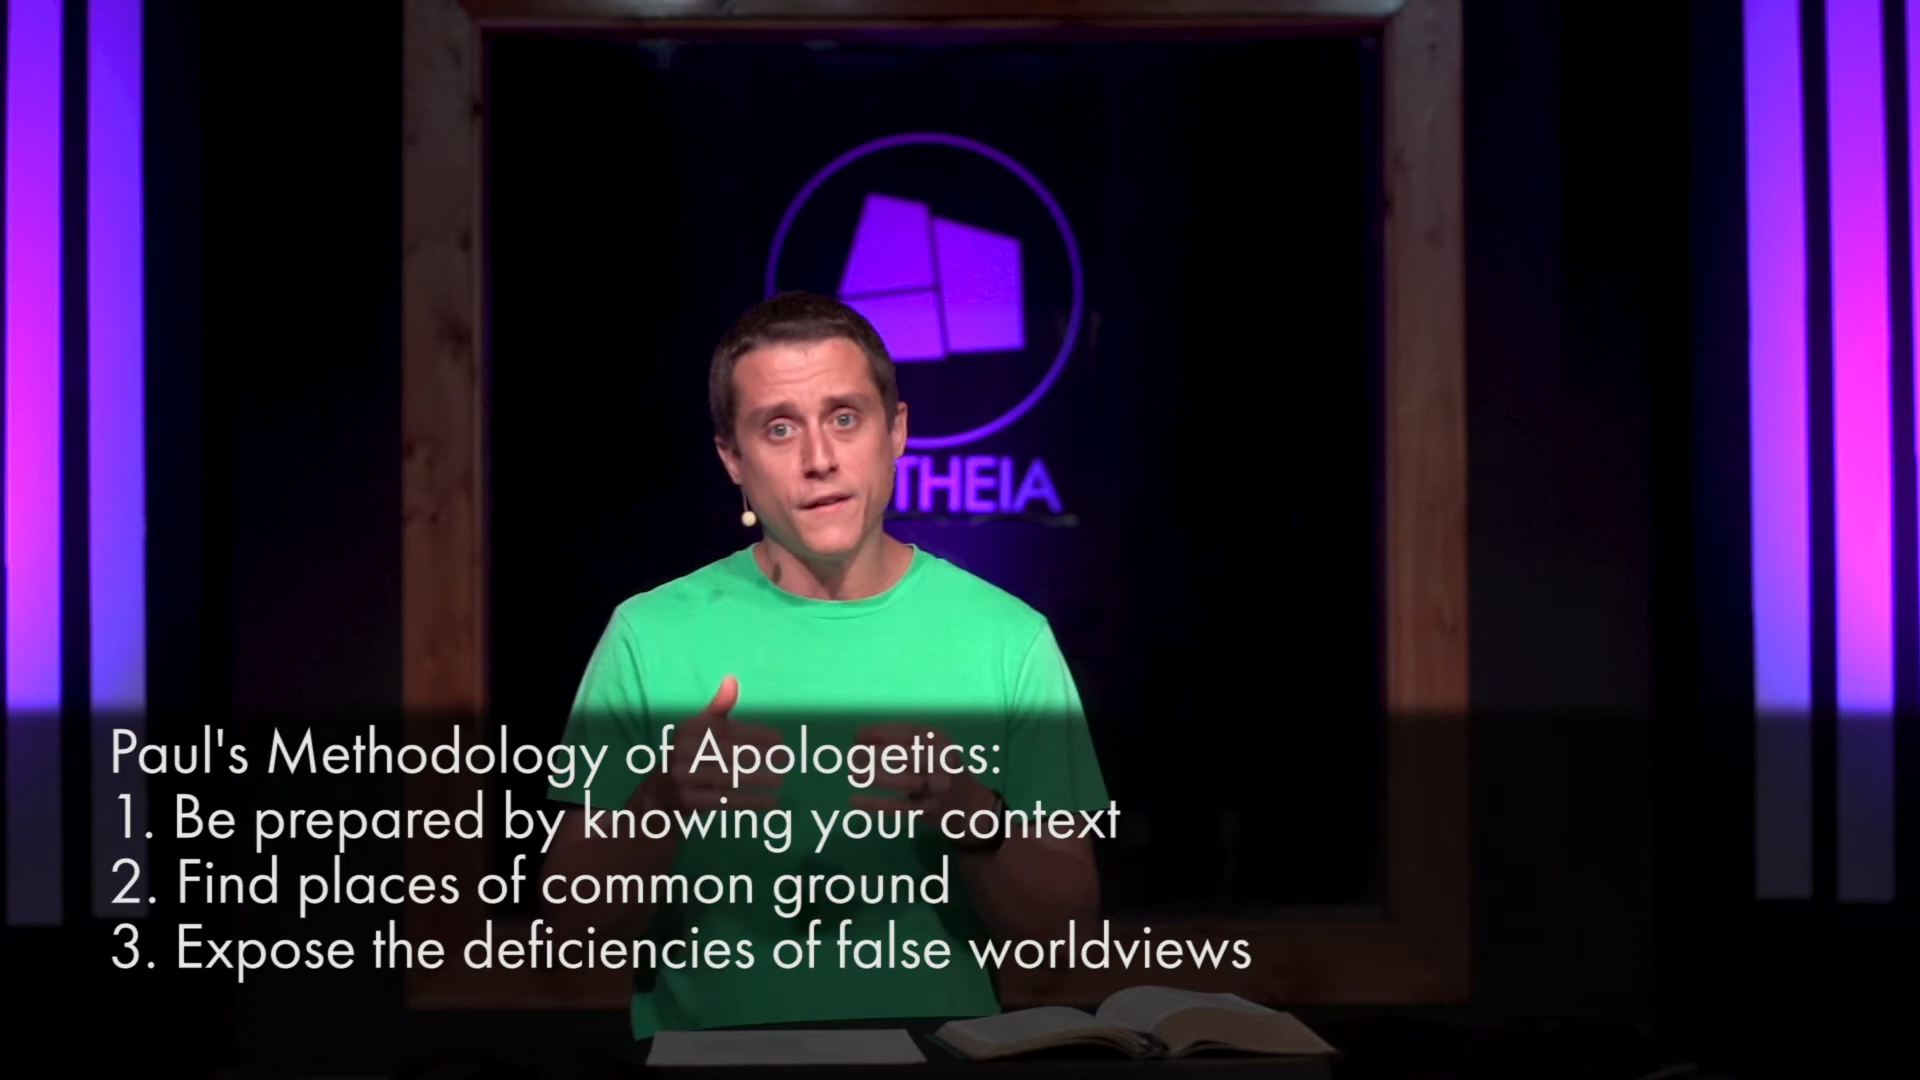 THEIA
Paul's Methodology of Apologetics:
1. Be prepared by knowing your context
2. Find places of common ground
3. Expose the deficiencies of false worldviews